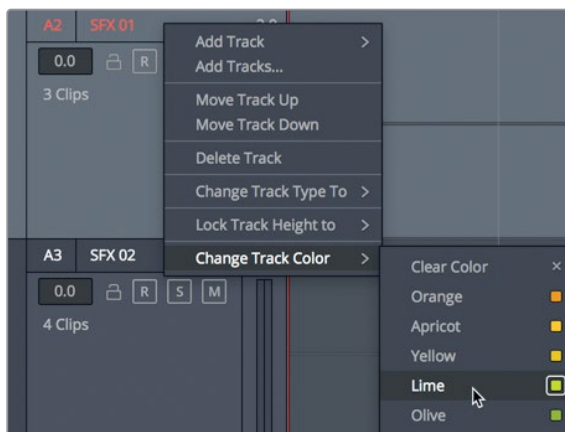 A2 SFX 01 2.0
0.0 R
3 Clips
Add Track >
Add Tracks...
Move Track Up
Move Track Down
Delete Track
Change Track Type To >
Lock Track Height to >
Change Track Color >
A3 SFX 02
0.0 R S M
4 Clips
Clear Color ×
Orange
Apricot
Yellow
Lime
Olive